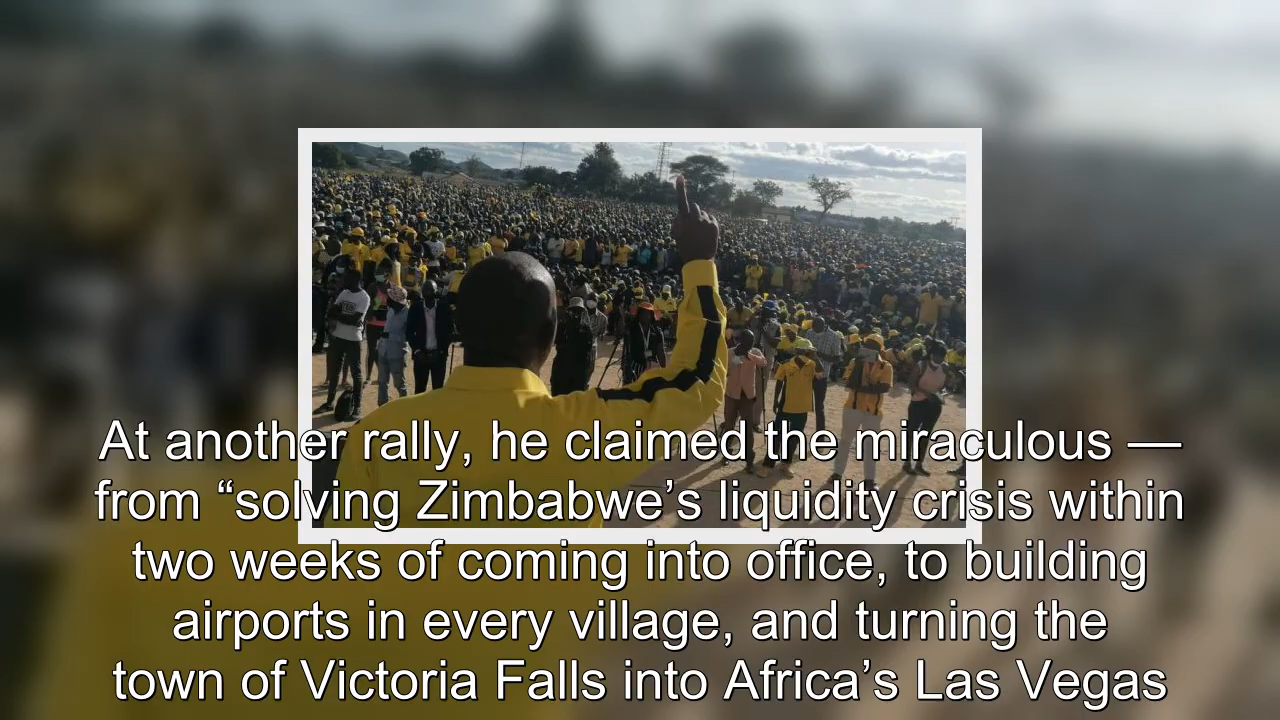 At another rally, he claimed the miraculous —
from “solving Zimbabwe’s liquidity crisis within
two weeks of coming into office, to building
airports in every village, and turning the
town of Victoria Falls into Africa’s Las Vegas